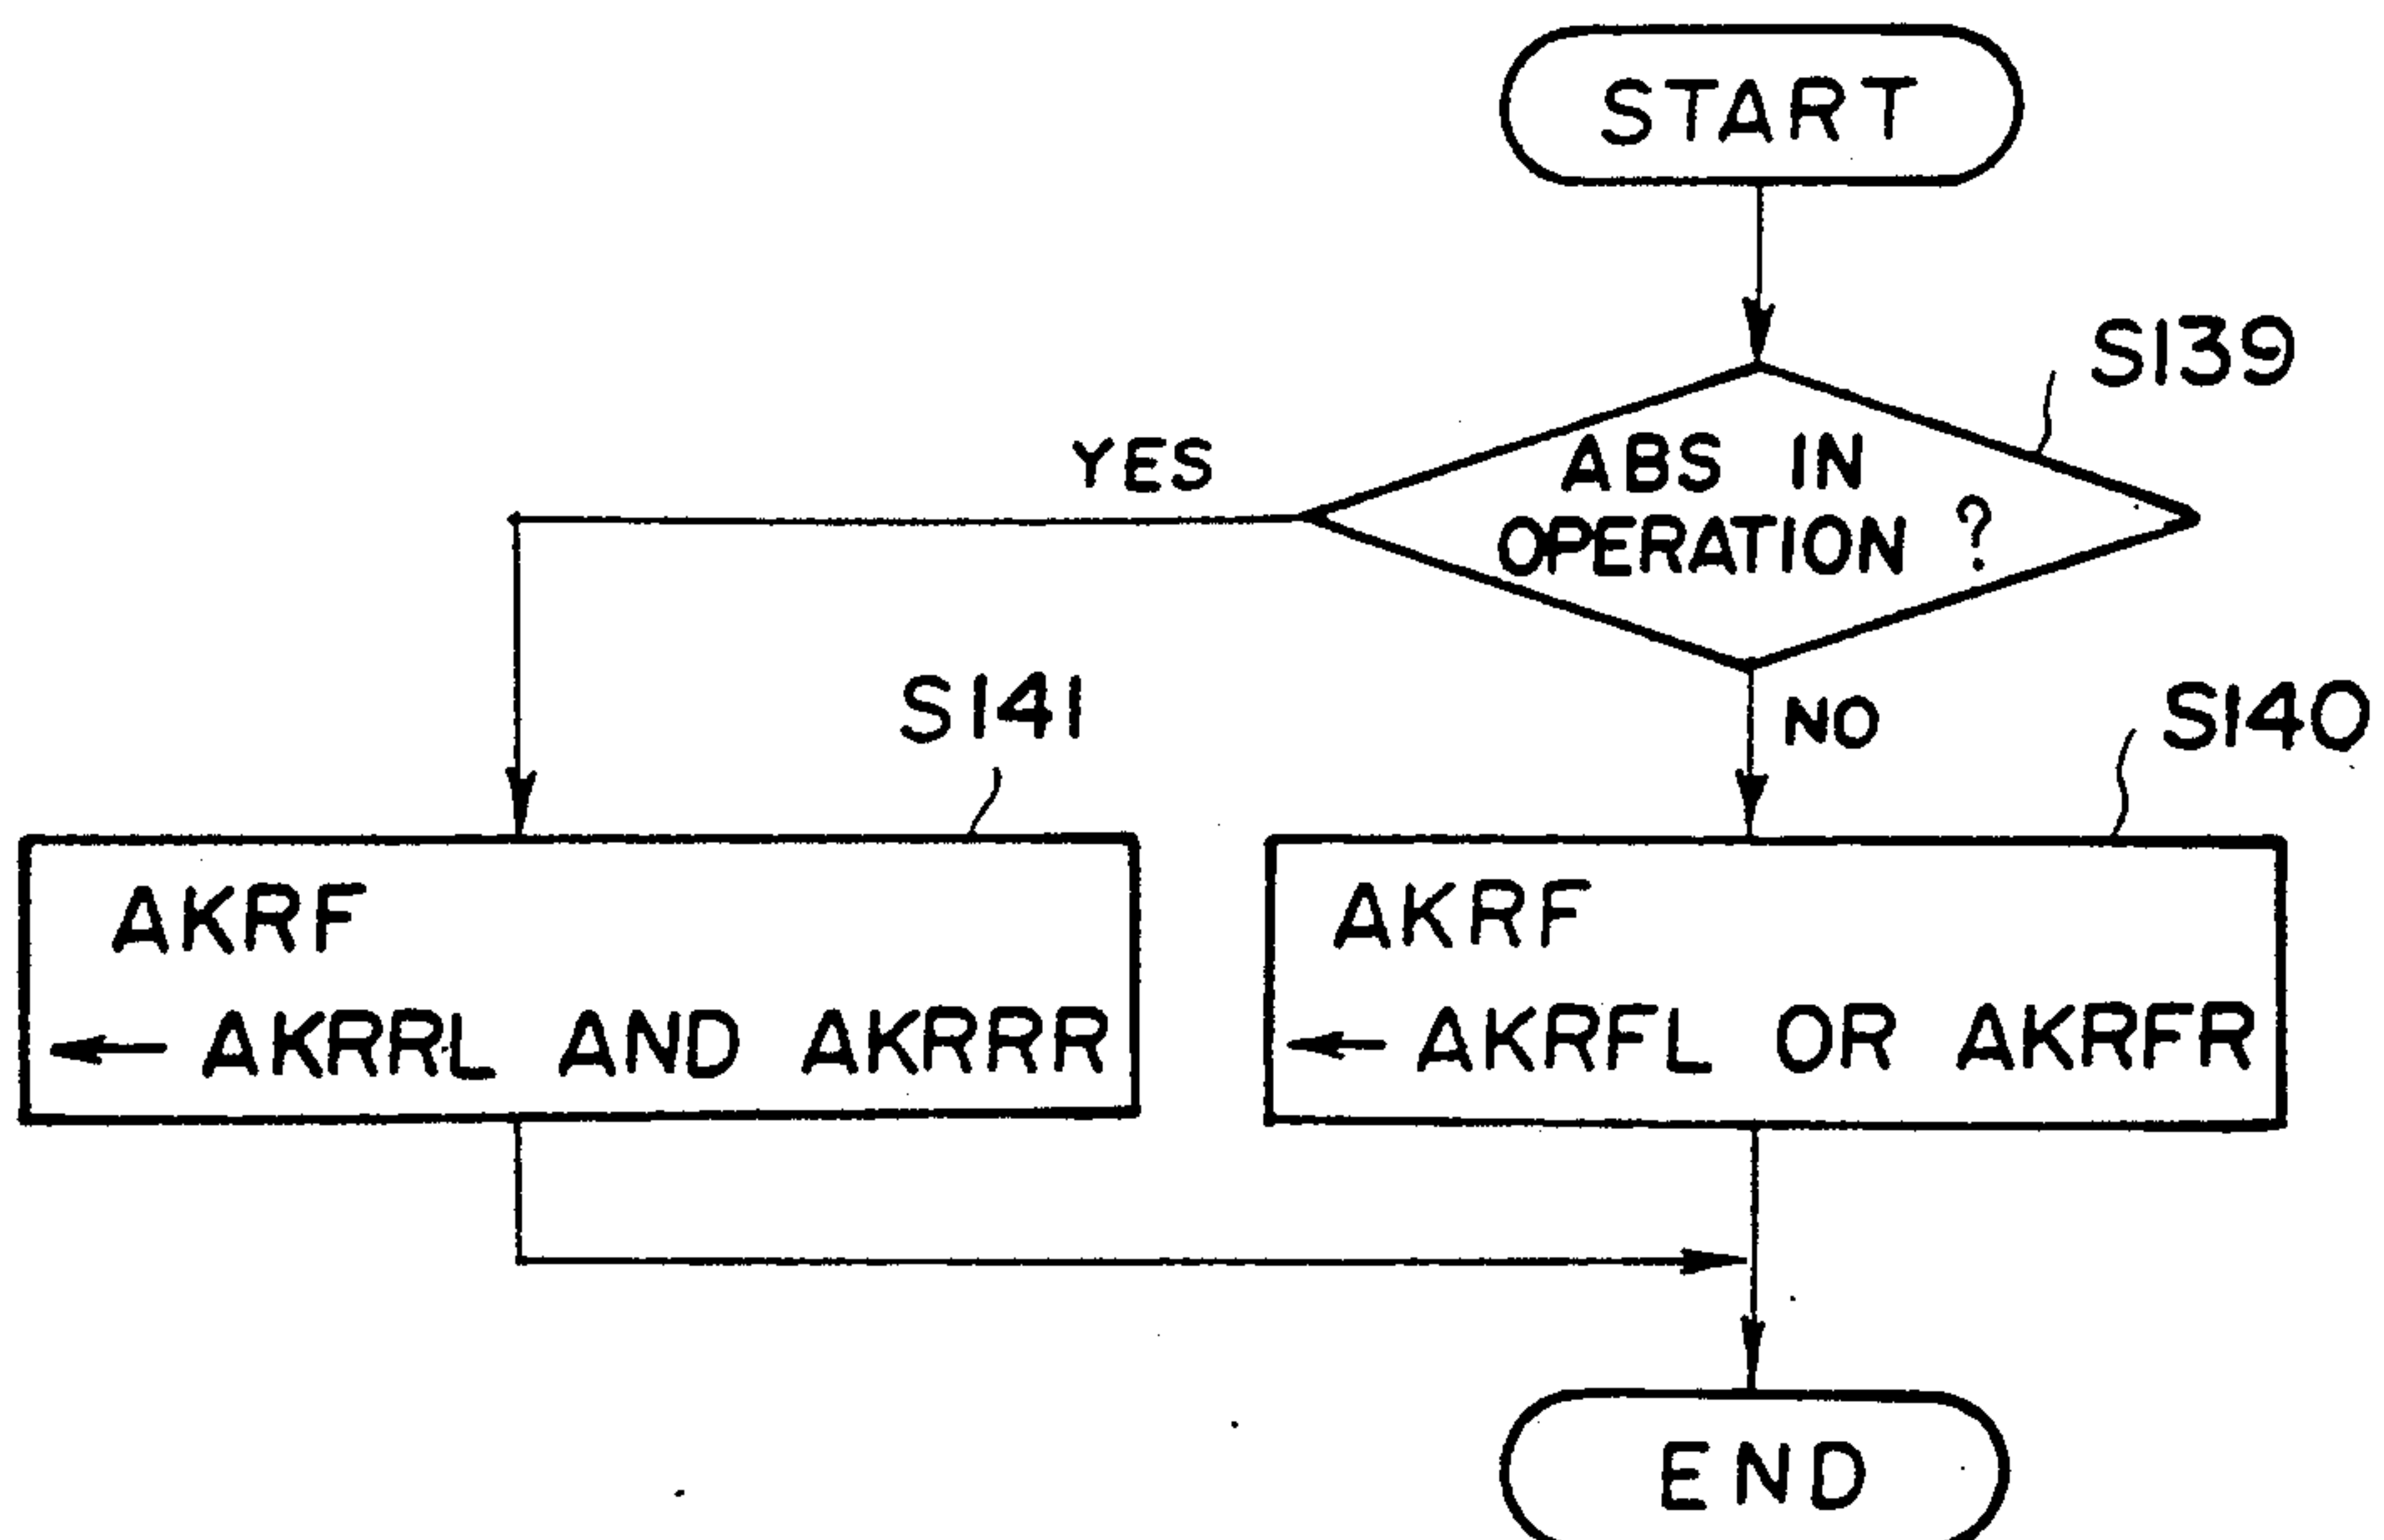 START
S139
YES
ABS IN
OPERATION ?
S141
NO
S140
AKRF
← AKRRL AND AKRRR
AKRF
← AKRFL OR AKRFR
END